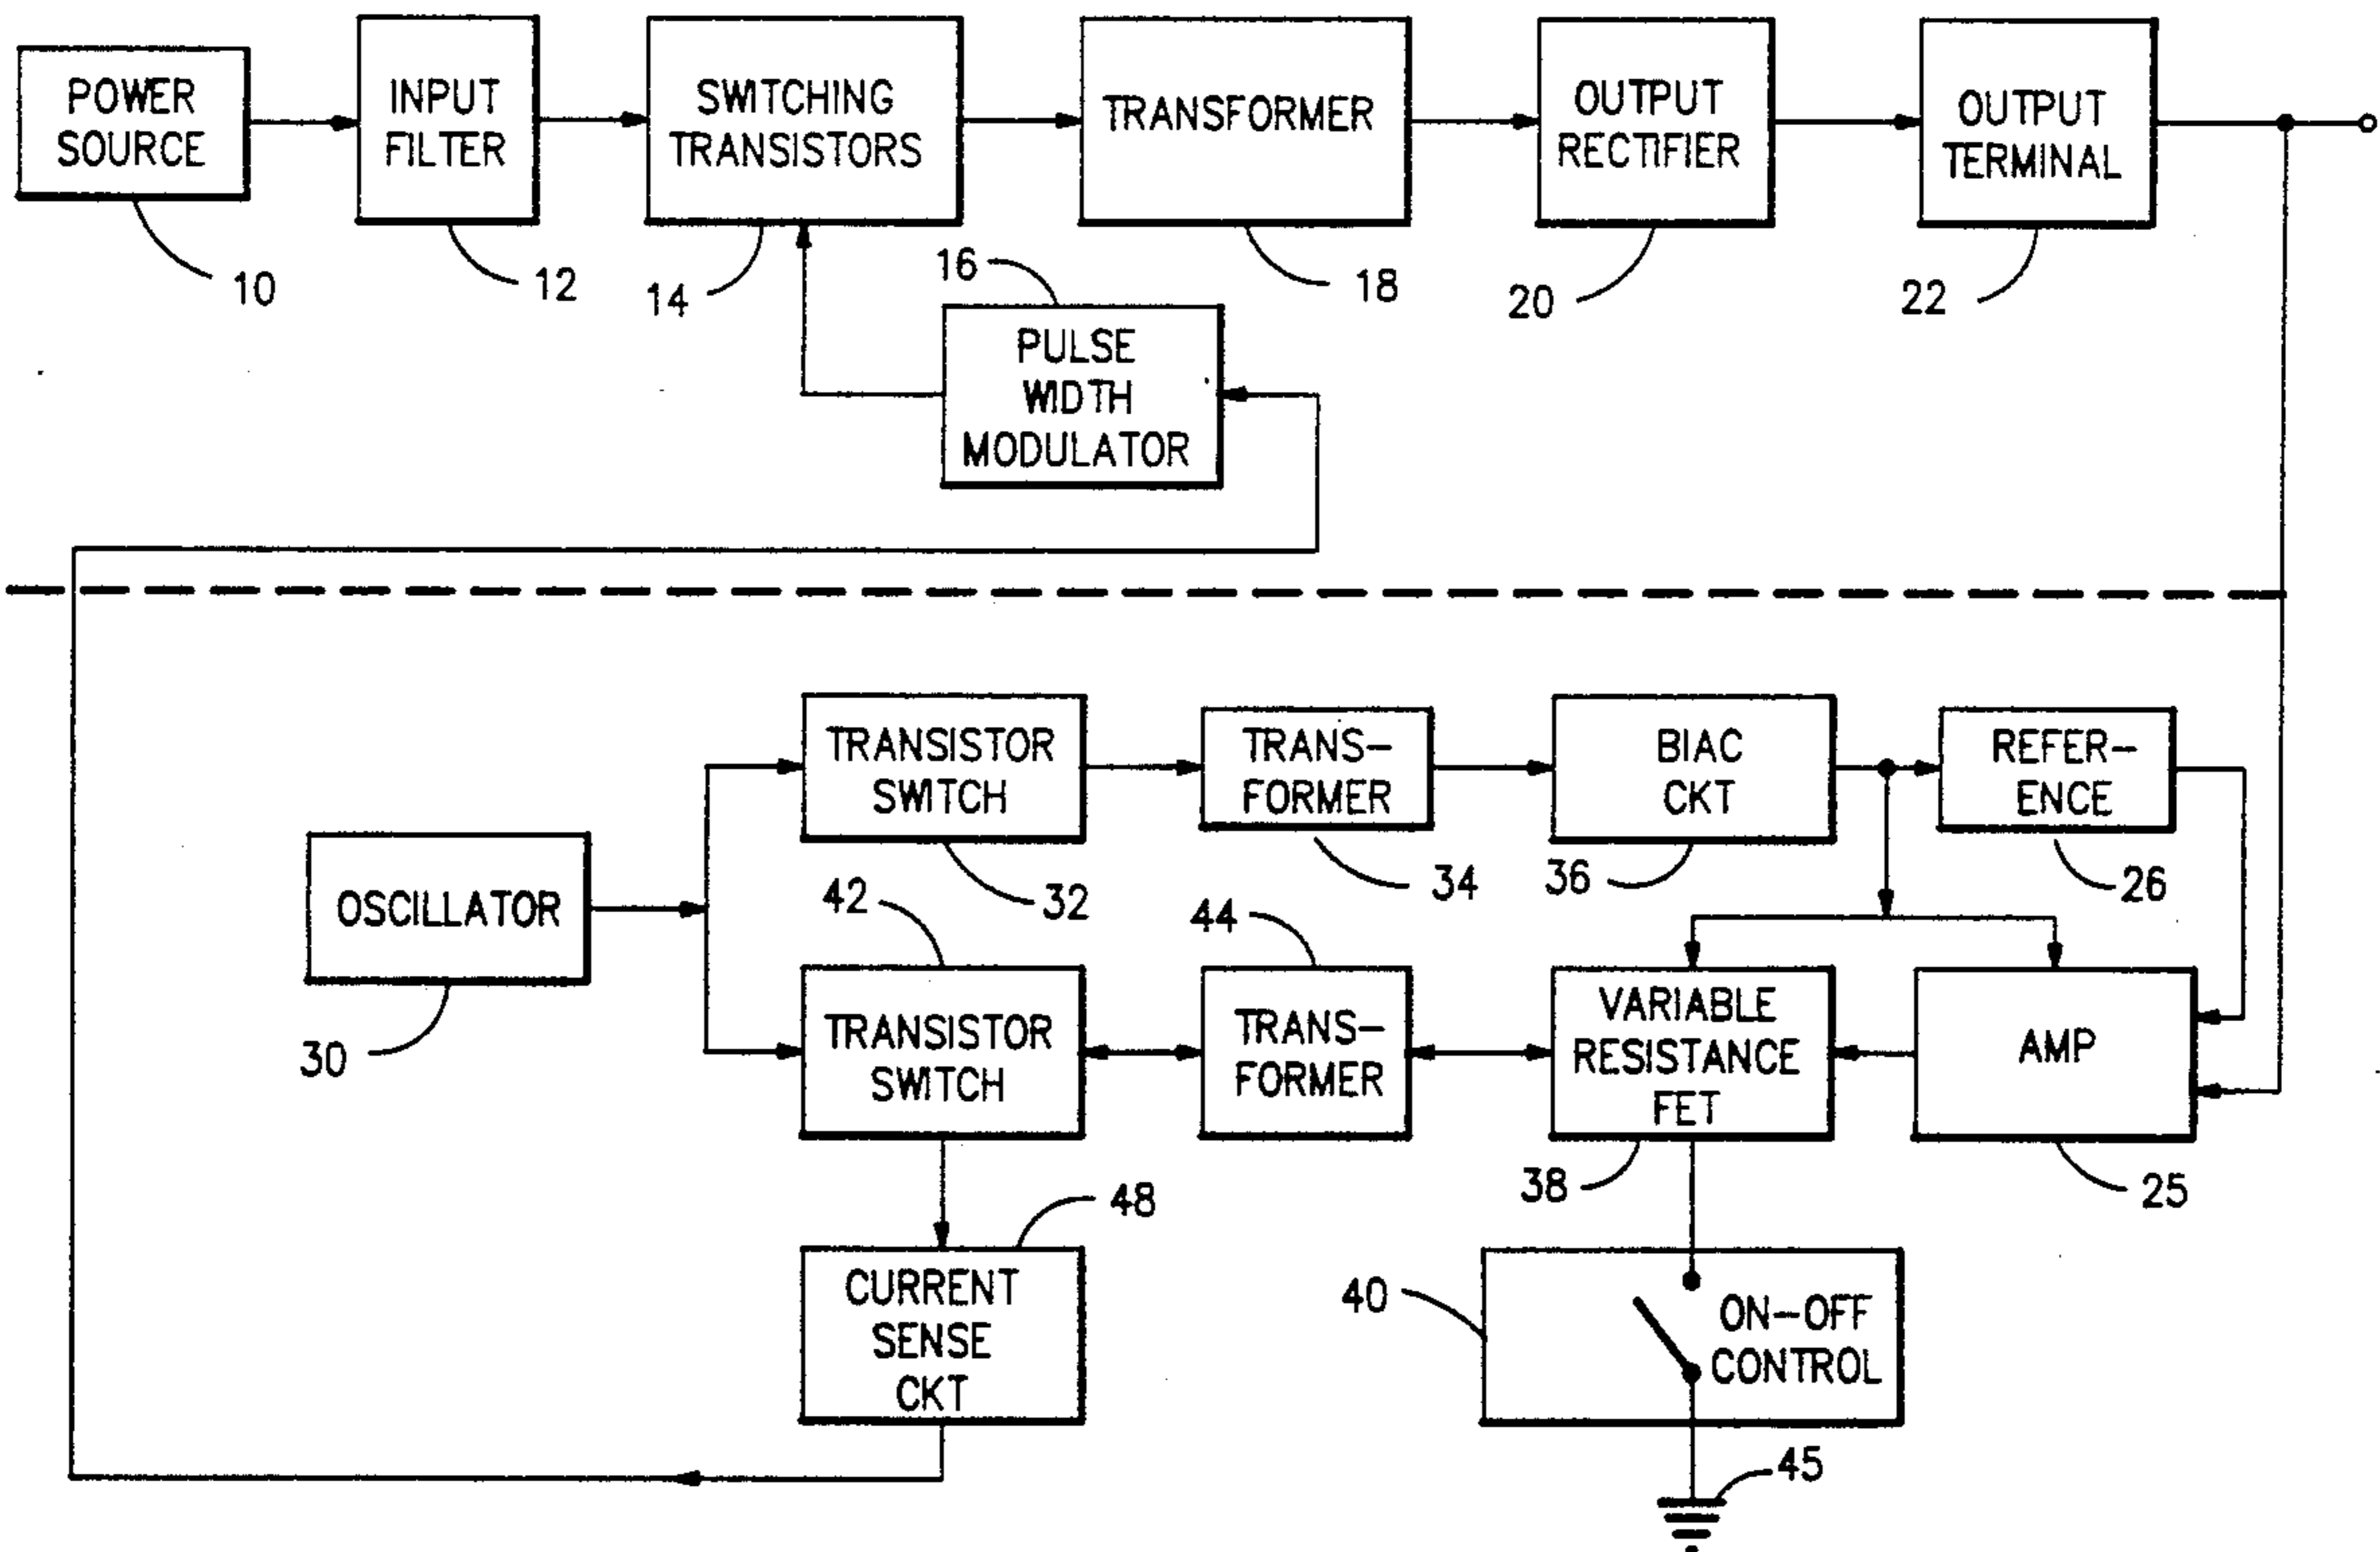 POWER
SOURCE
10
INPUT
FILTER
12
SWITCHING
TRANSISTORS
14
TRANSFORMER
18
OUTPUT
RECTIFIER
20
OUTPUT
TERMINAL
22
16
PULSE
WIDTH
MODULATOR
TRANSISTOR
SWITCH
32
TRANS-
FORMER
34
BIAC
CKT
36
REFER-
ENCE
26
OSCILLATOR
30
42
TRANSISTOR
SWITCH
44
TRANS-
FORMER
VARIABLE
RESISTANCE
FET
38
AMP
25
48
CURRENT
SENSE
CKT
40
ON-OFF
CONTROL
45